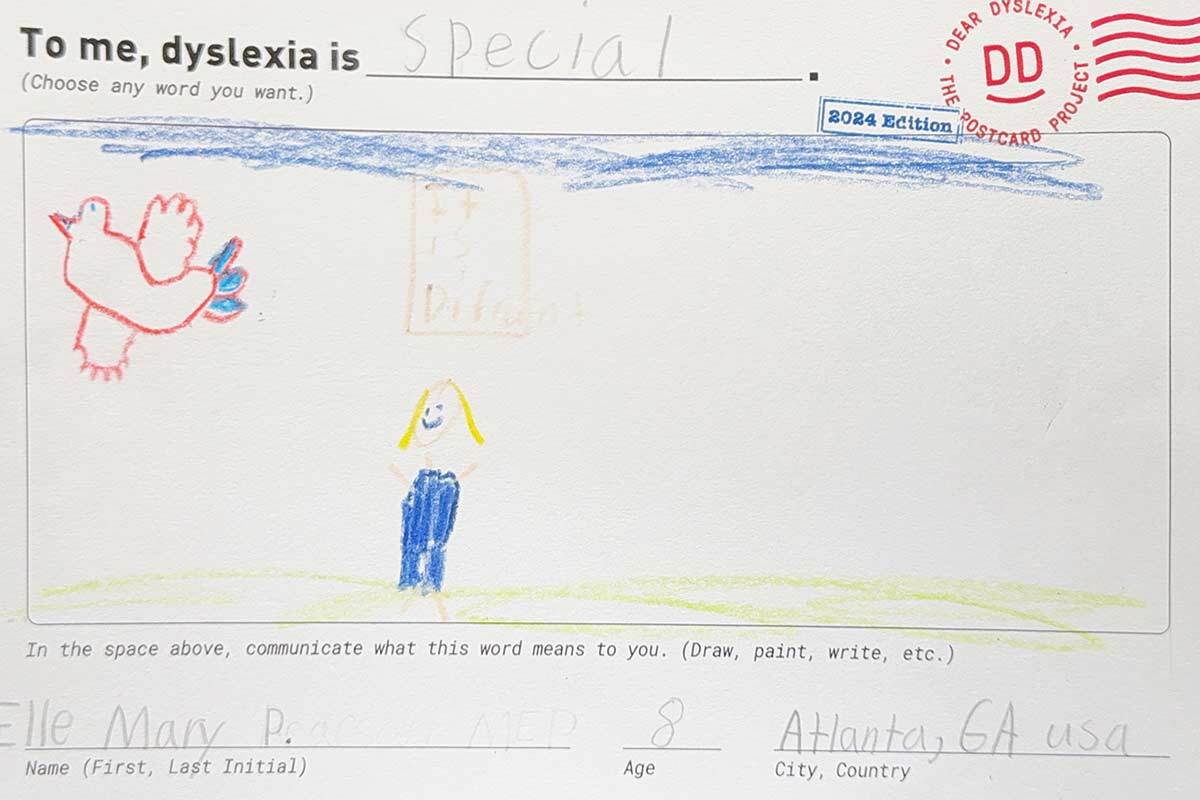 To me, dyslexia is special.
(Choose any word you want.)
DEAR DYSLEXIA
DD
THE POSTCARD PROJECT
2024 Edition
It
is
In the space above, communicate what this word means to you. (Draw, paint, write, etc.)
Elle Mary P. 8 Atlanta, GA usa
Name (First, Last Initial) Age City, Country